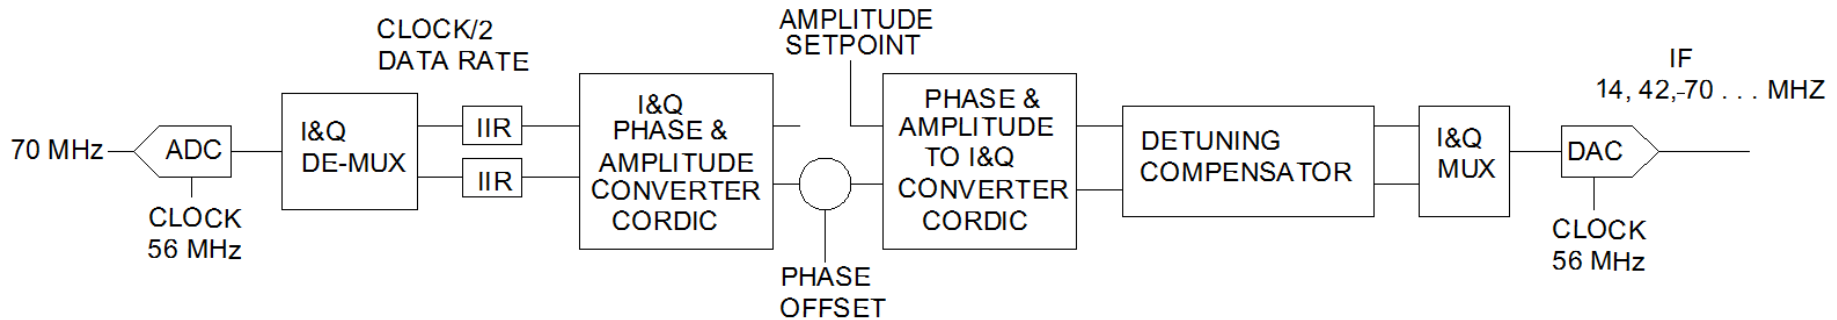 70 MHz
ADC
CLOCK
56 MHz
I&Q
DE-MUX
CLOCK/2
DATA RATE
IIR
IIR
I&Q
PHASE &
AMPLITUDE
CONVERTER
CORDIC
AMPLITUDE
SETPOINT
PHASE
OFFSET
PHASE &
AMPLITUDE
TO I&Q
CONVERTER
CORDIC
DETUNING
COMPENSATOR
I&Q
MUX
DAC
CLOCK
56 MHz
IF
14, 42,-70 . . . MHZ